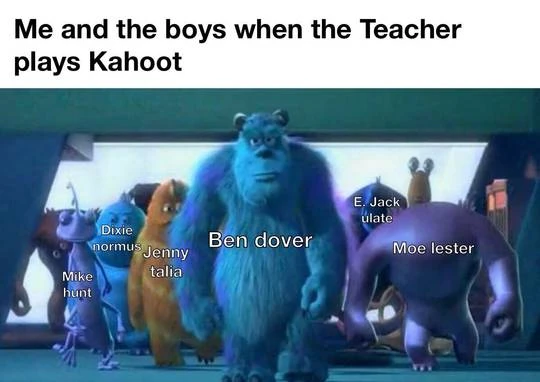 Me and the boys when the Teacher
plays Kahoot
E. Jack
ulate
Dixie
normus
Ben dover
Jenny
talia
Moe lester
Mike
hunt